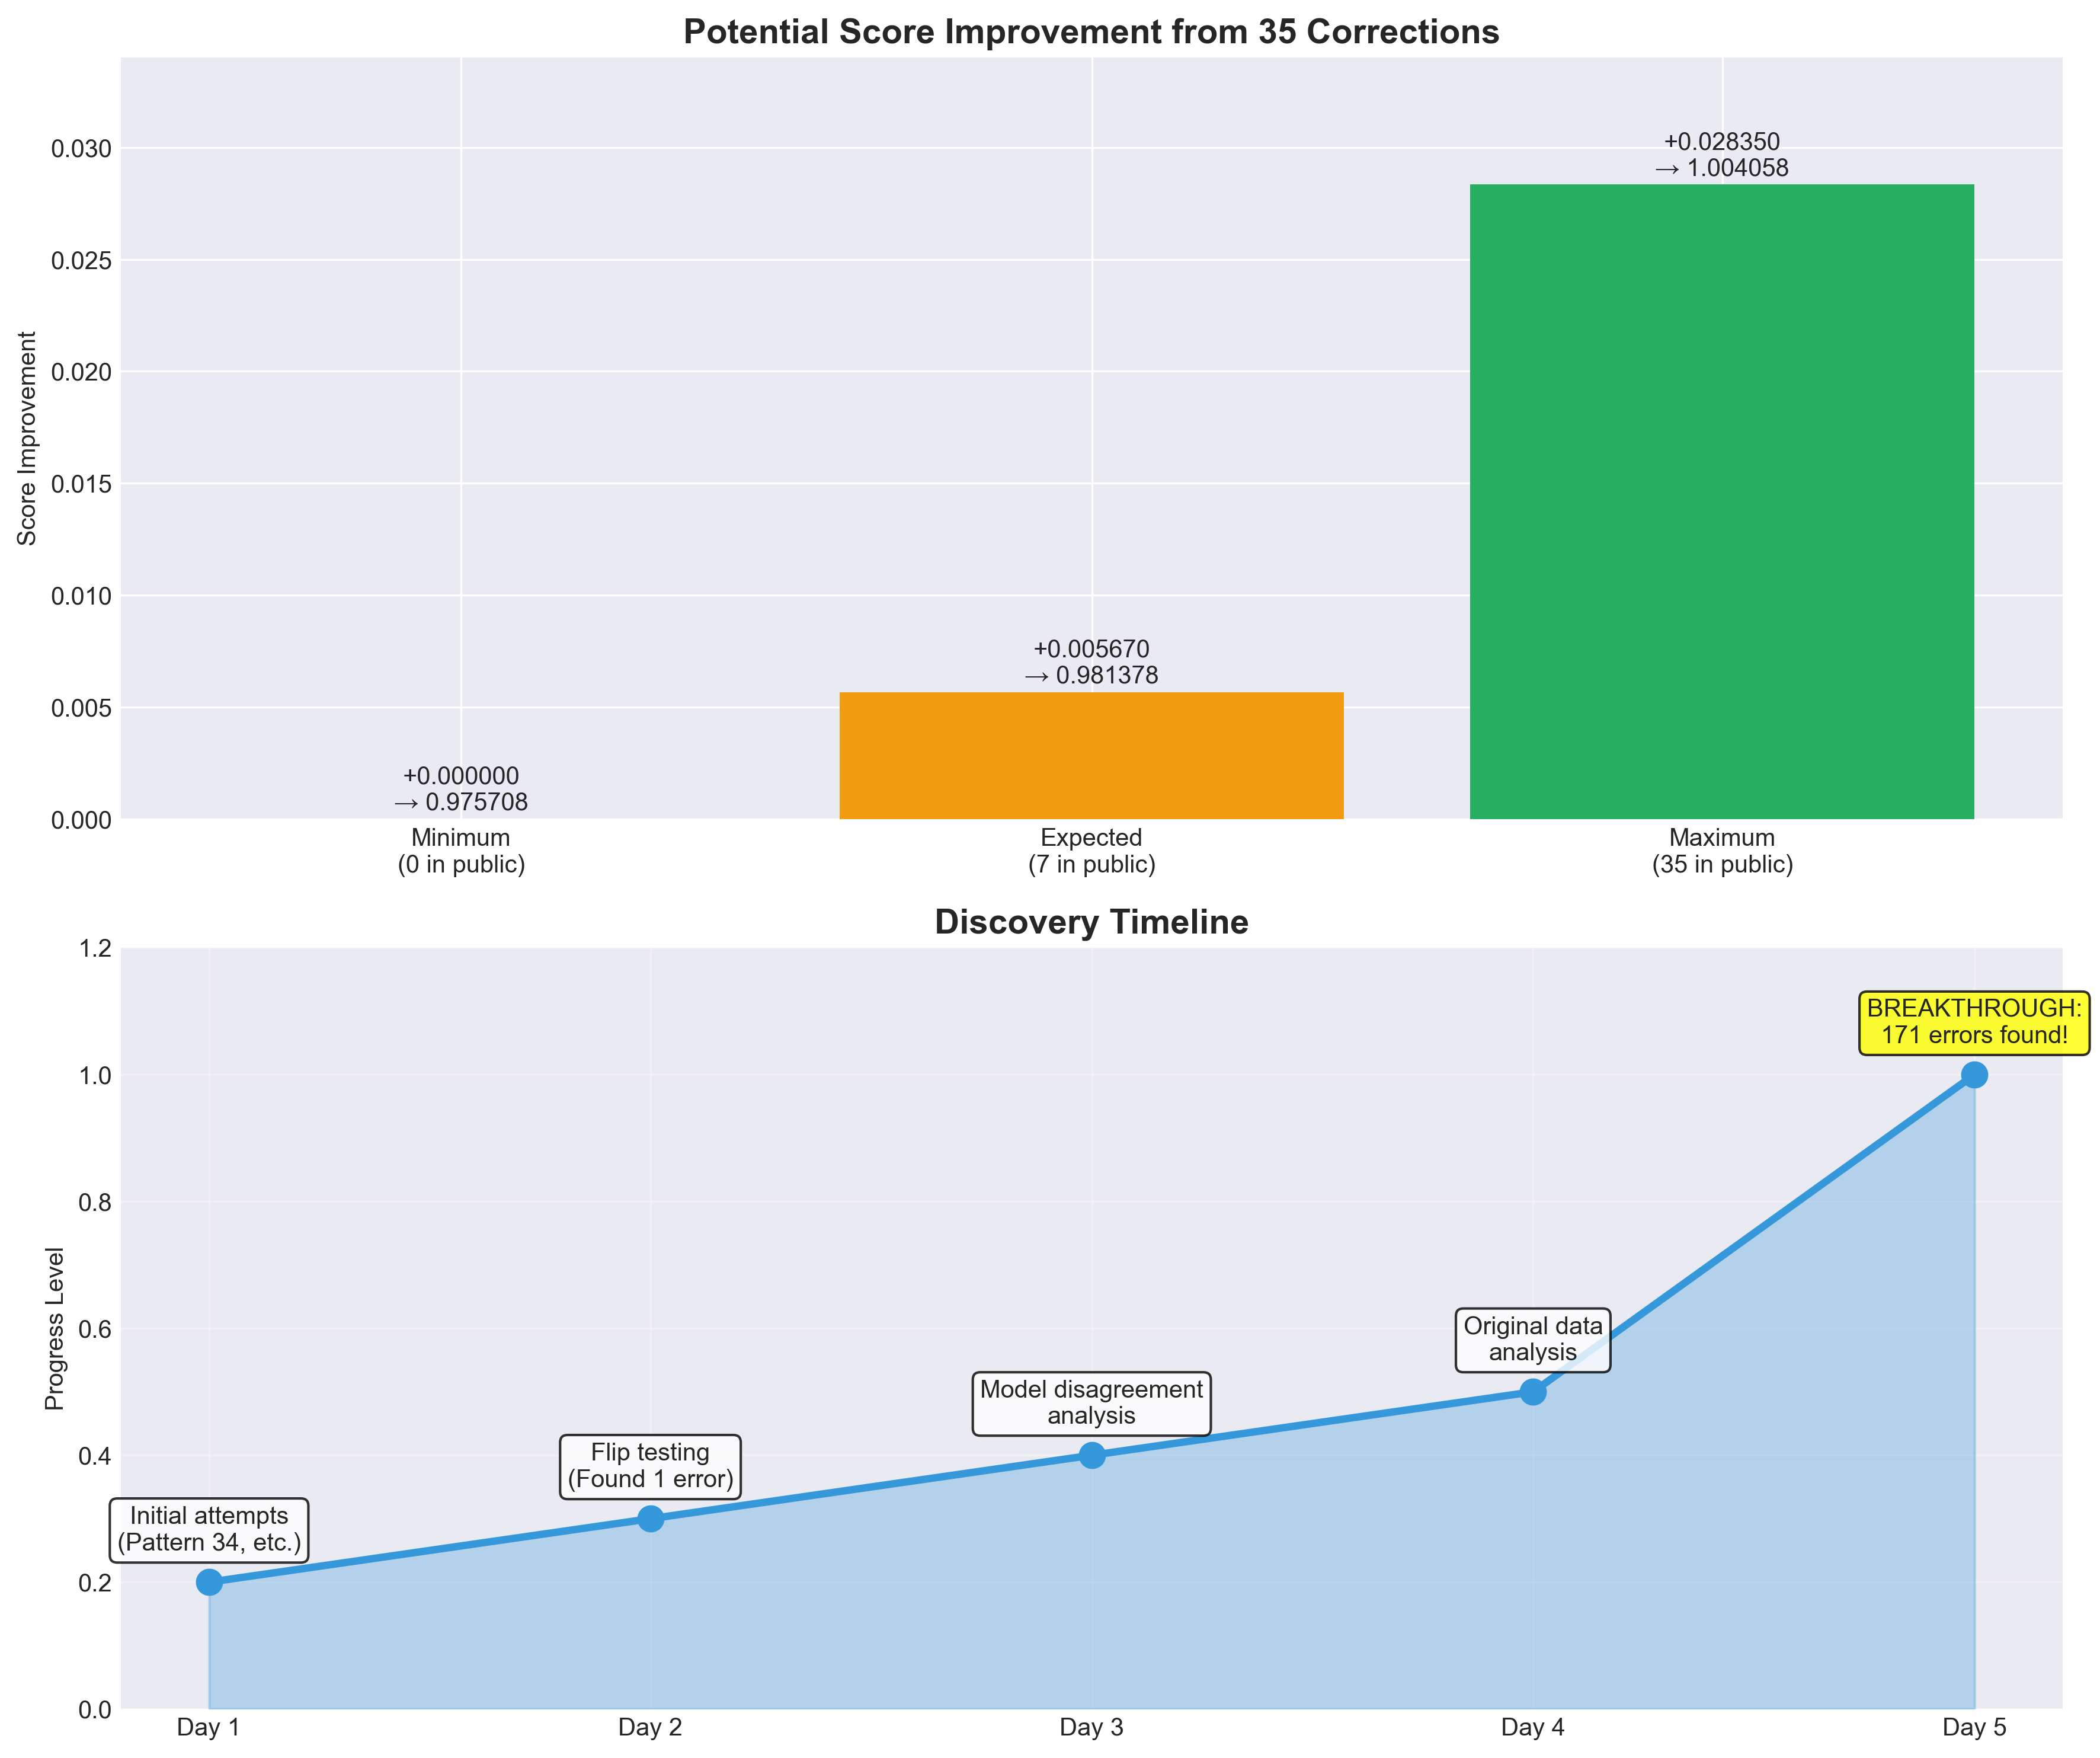 Potential Score Improvement from 35 Corrections
Score Improvement
0.030
0.025
0.020
0.015
0.010
0.005
0.000
+0.000000
→ 0.975708
+0.005670
→ 0.981378
+0.028350
→ 1.004058
Minimum
(0 in public)
Expected
(7 in public)
Maximum
(35 in public)
Discovery Timeline
Progress Level
1.2
1.0
0.8
0.6
0.4
0.2
0.0
Initial attempts
(Pattern 34, etc.)
Flip testing
(Found 1 error)
Model disagreement
analysis
Original data
analysis
BREAKTHROUGH:
171 errors found!
Day 1
Day 2
Day 3
Day 4
Day 5